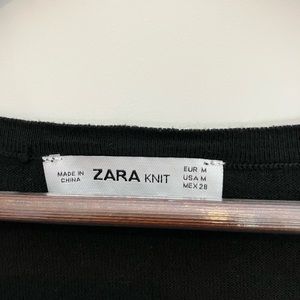 MADE IN
CHINA
ZARA KNIT
EUR M
USA M
MEX 28